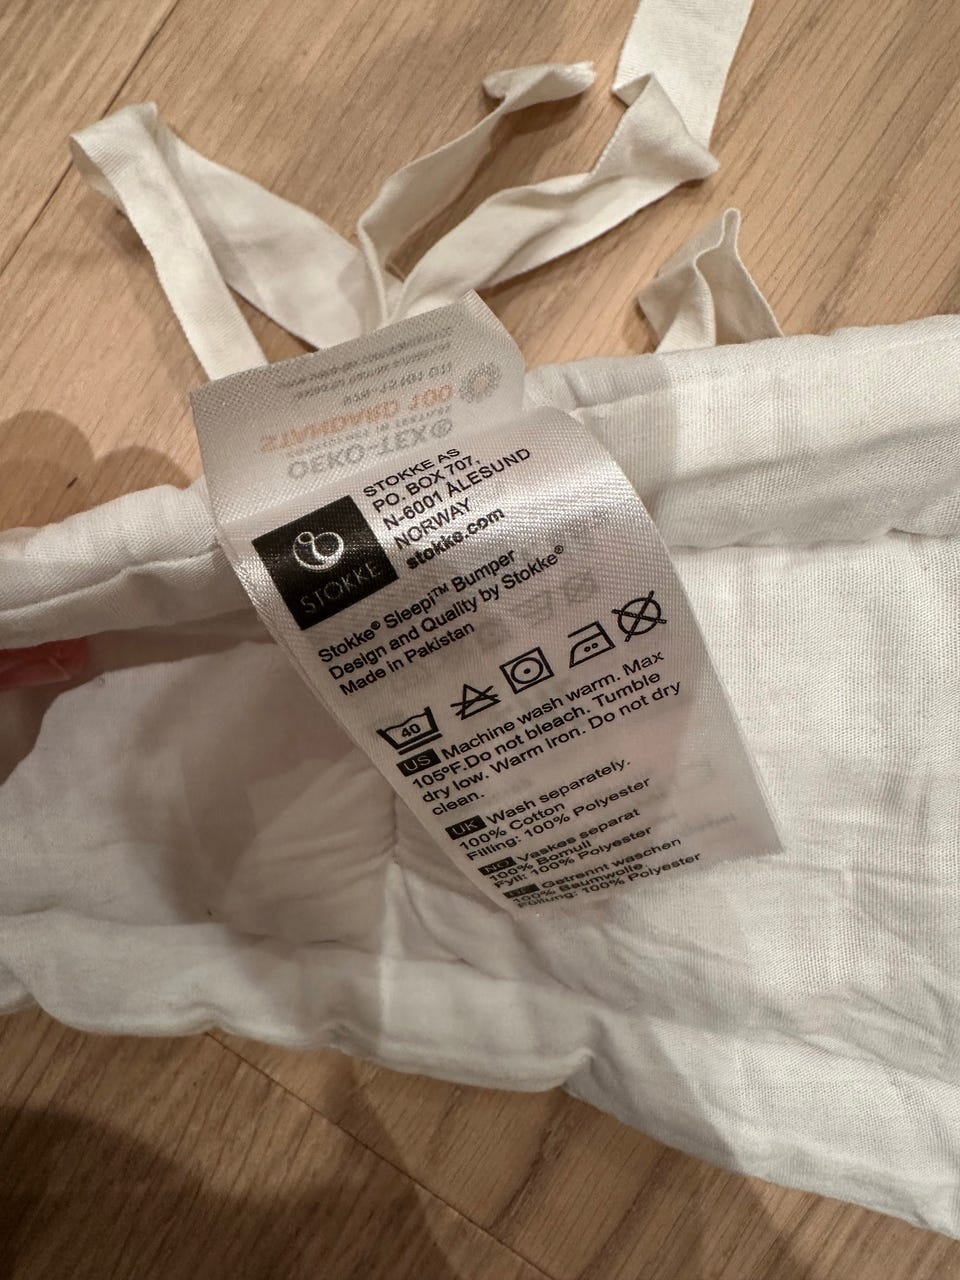 STANDARD 100
OEKO-TEX®
STOKKE AS
PO. BOX 707,
N-6001 ÅLESUND
NORWAY
stokke.com
STOKKE
Stokke® Sleepi™ Bumper
Design and Quality by Stokke®
Made in Pakistan
40
US Machine wash warm. Max
105°F.Do not bleach. Tumble
dry low. Warm iron. Do not dry
clean.
UK Wash separately.
100% Cotton
Filling: 100% Polyester
NO Vaskes separat
100% Bomull
Fyll: 100% Polyester
Getrennt waschen
100% Baumwolle.
Füllung: 100% Polyester